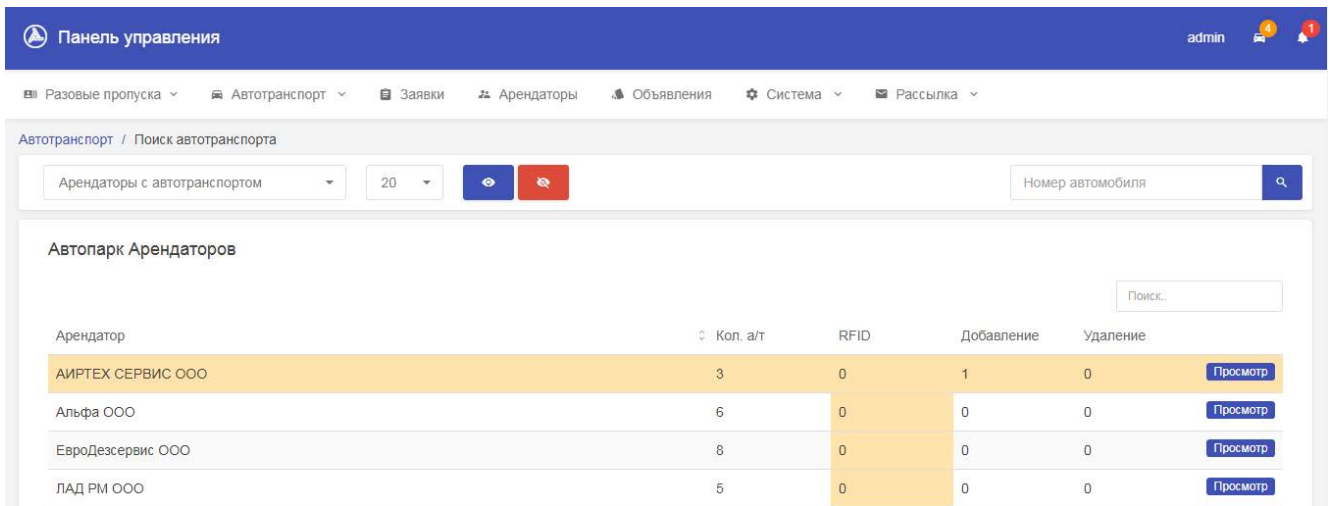 Панель управления admin 4 1
Разовые пропуска Автотранспорт Заявки Арендаторы Объявления Система Рассылка
Автотранспорт / Поиск автотранспорта
Арендаторы с автотранспортом 20 Номер автомобиля
Автопарк Арендаторов
Поиск..
Арендатор Кол. а/т RFID Добавление Удаление
АИРТЕХ СЕРВИС ООО 3 0 1 0 Просмотр
Альфа ООО 6 0 0 0 Просмотр
ЕвроДезсервис ООО 8 0 0 0 Просмотр
ЛАД РМ ООО 5 0 0 0 Просмотр